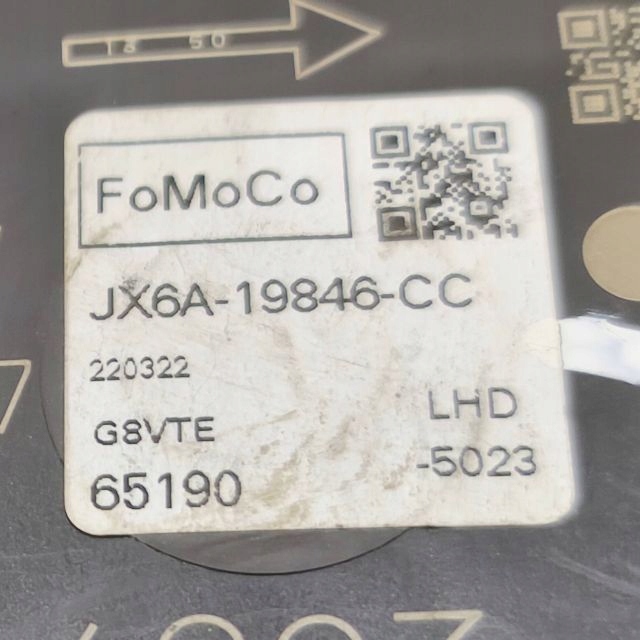 FoMoCo
JX6A-19846-CC
220322
G8VTE
LHD
65190
-5023